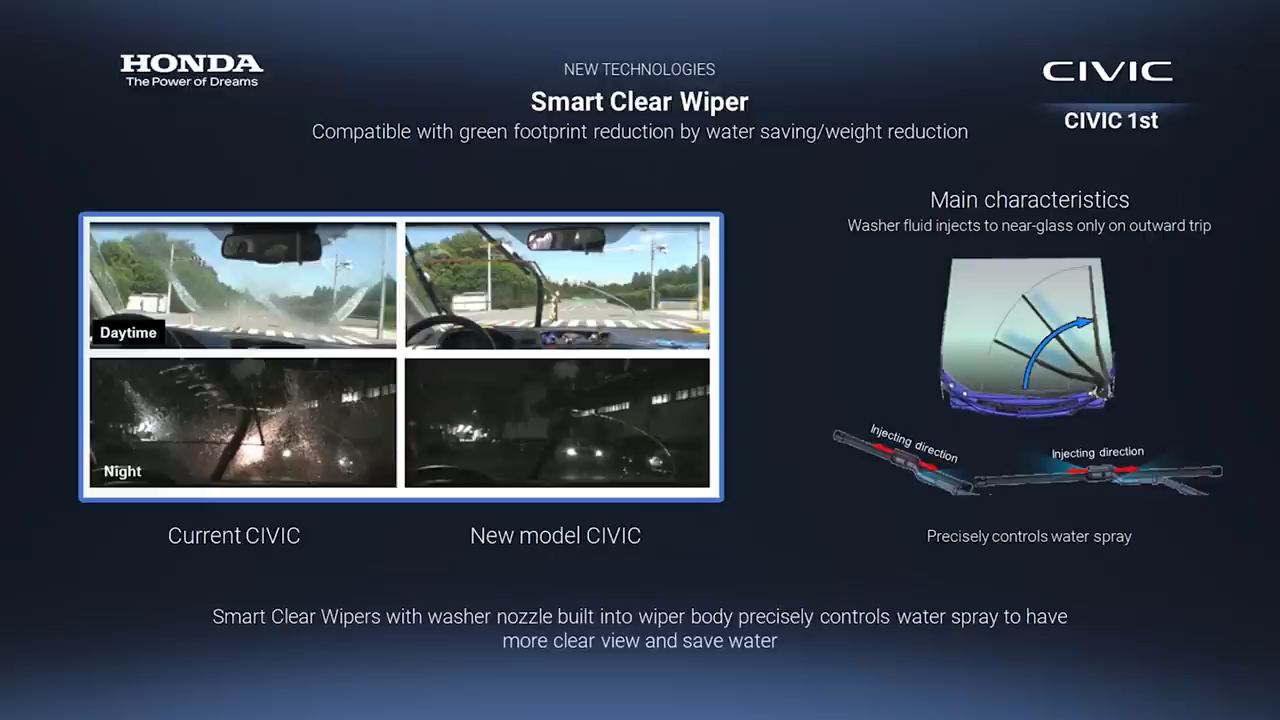 HONDA
The Power of Dreams
NEW TECHNOLOGIES
Smart Clear Wiper
Compatible with green footprint reduction by water saving/weight reduction
CIVIC
CIVIC 1st
Daytime
Night
Current CIVIC
New model CIVIC
Main characteristics
Washer fluid injects to near-glass only on outward trip
Injecting direction
Injecting direction
Precisely controls water spray
Smart Clear Wipers with washer nozzle built into wiper body precisely controls water spray to have
more clear view and save water